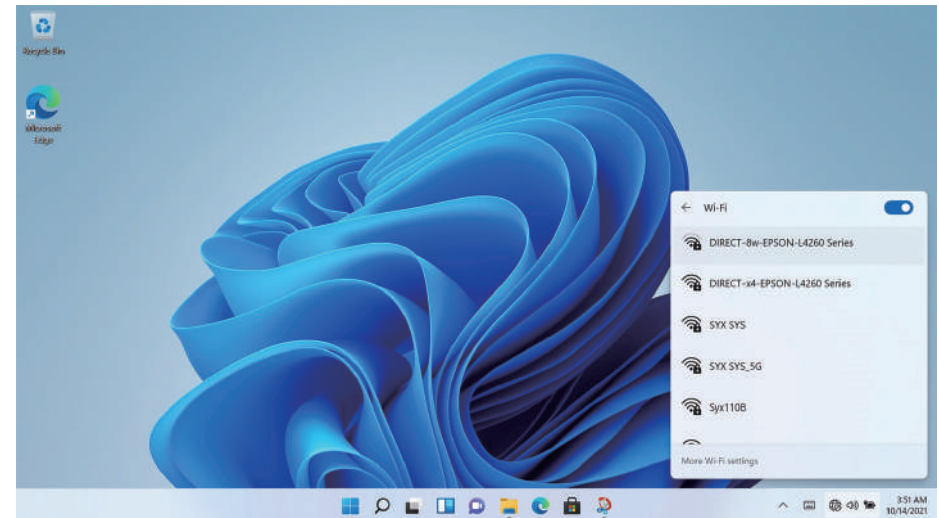 Recycle Bin
Microsoft
Edge
Wi-Fi
DIRECT-8w-EPSON-L4260 Series
DIRECT-x4-EPSON-L4260 Series
SYX SYS
SYX SYS_5G
Syx110B
More Wi-Fi settings
3:51 AM
10/14/2021